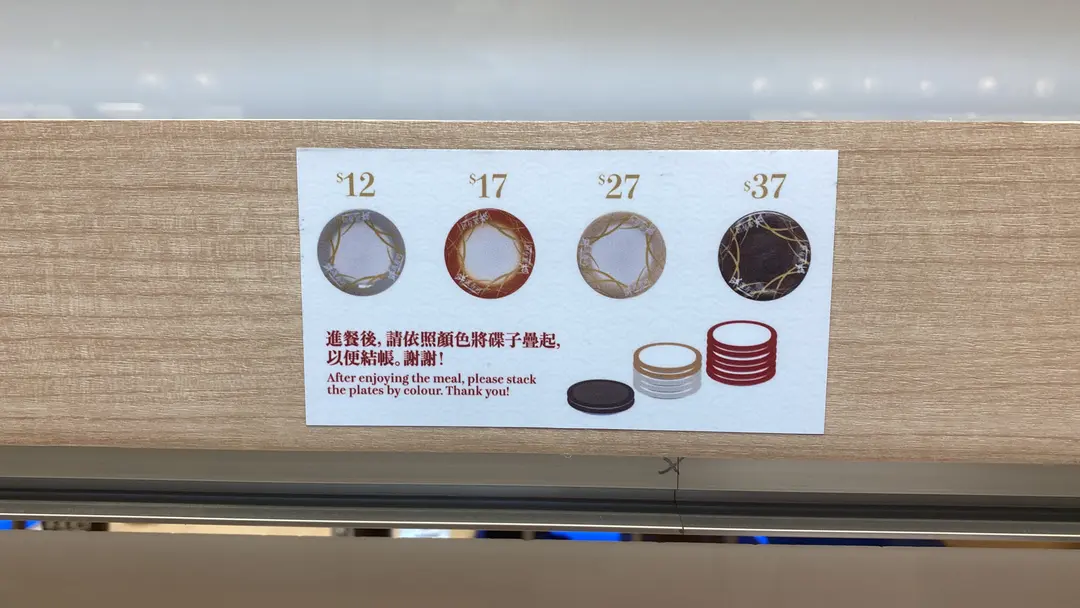 $12
$17
$27
$37
進餐後，請依照顏色將碟子疊起，
以便結帳。謝謝！
After enjoying the meal, please stack
the plates by colour. Thank you!